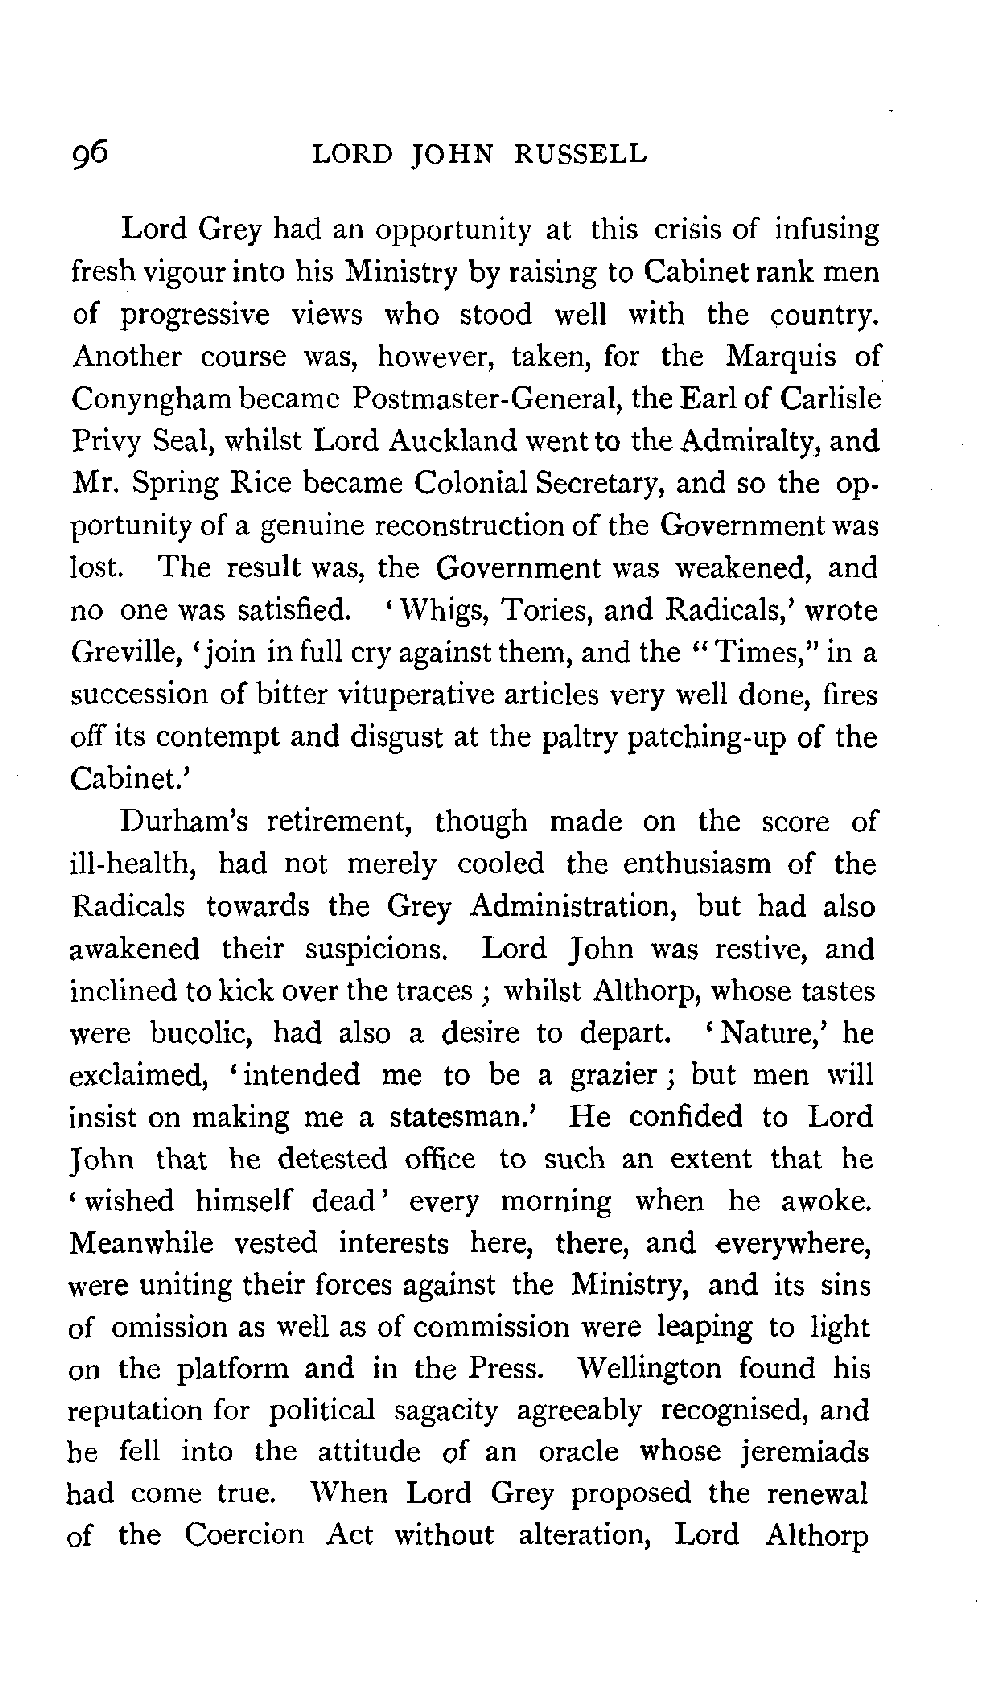 96 LORD JOHN RUSSELL
Lord Grey had an opportunity at this crisis of infusing
fresh vigour into his Ministry by raising to Cabinet rank men
of progressive views who stood well with the country.
Another course was, however, taken, for the Marquis of
Conyngham became Postmaster-General, the Earl of Carlisle
Privy Seal, whilst Lord Auckland went to the Admiralty, and
Mr. Spring Rice became Colonial Secretary, and so the op-
portunity of a genuine reconstruction of the Government was
lost. The result was, the Government was weakened, and
no one was satisfied. ‘Whigs, Tories, and Radicals,’ wrote
Greville, ‘join in full cry against them, and the “Times,” in a
succession of bitter vituperative articles very well done, fires
off its contempt and disgust at the paltry patching-up of the
Cabinet.’
Durham’s retirement, though made on the score of
ill-health, had not merely cooled the enthusiasm of the
Radicals towards the Grey Administration, but had also
awakened their suspicions. Lord John was restive, and
inclined to kick over the traces; whilst Althorp, whose tastes
were bucolic, had also a desire to depart. ‘Nature,’ he
exclaimed, ‘intended me to be a grazier; but men will
insist on making me a statesman.’ He confided to Lord
John that he detested office to such an extent that he
‘wished himself dead’ every morning when he awoke.
Meanwhile vested interests here, there, and everywhere,
were uniting their forces against the Ministry, and its sins
of omission as well as of commission were leaping to light
on the platform and in the Press. Wellington found his
reputation for political sagacity agreeably recognised, and
he fell into the attitude of an oracle whose jeremiads
had come true. When Lord Grey proposed the renewal
of the Coercion Act without alteration, Lord Althorp